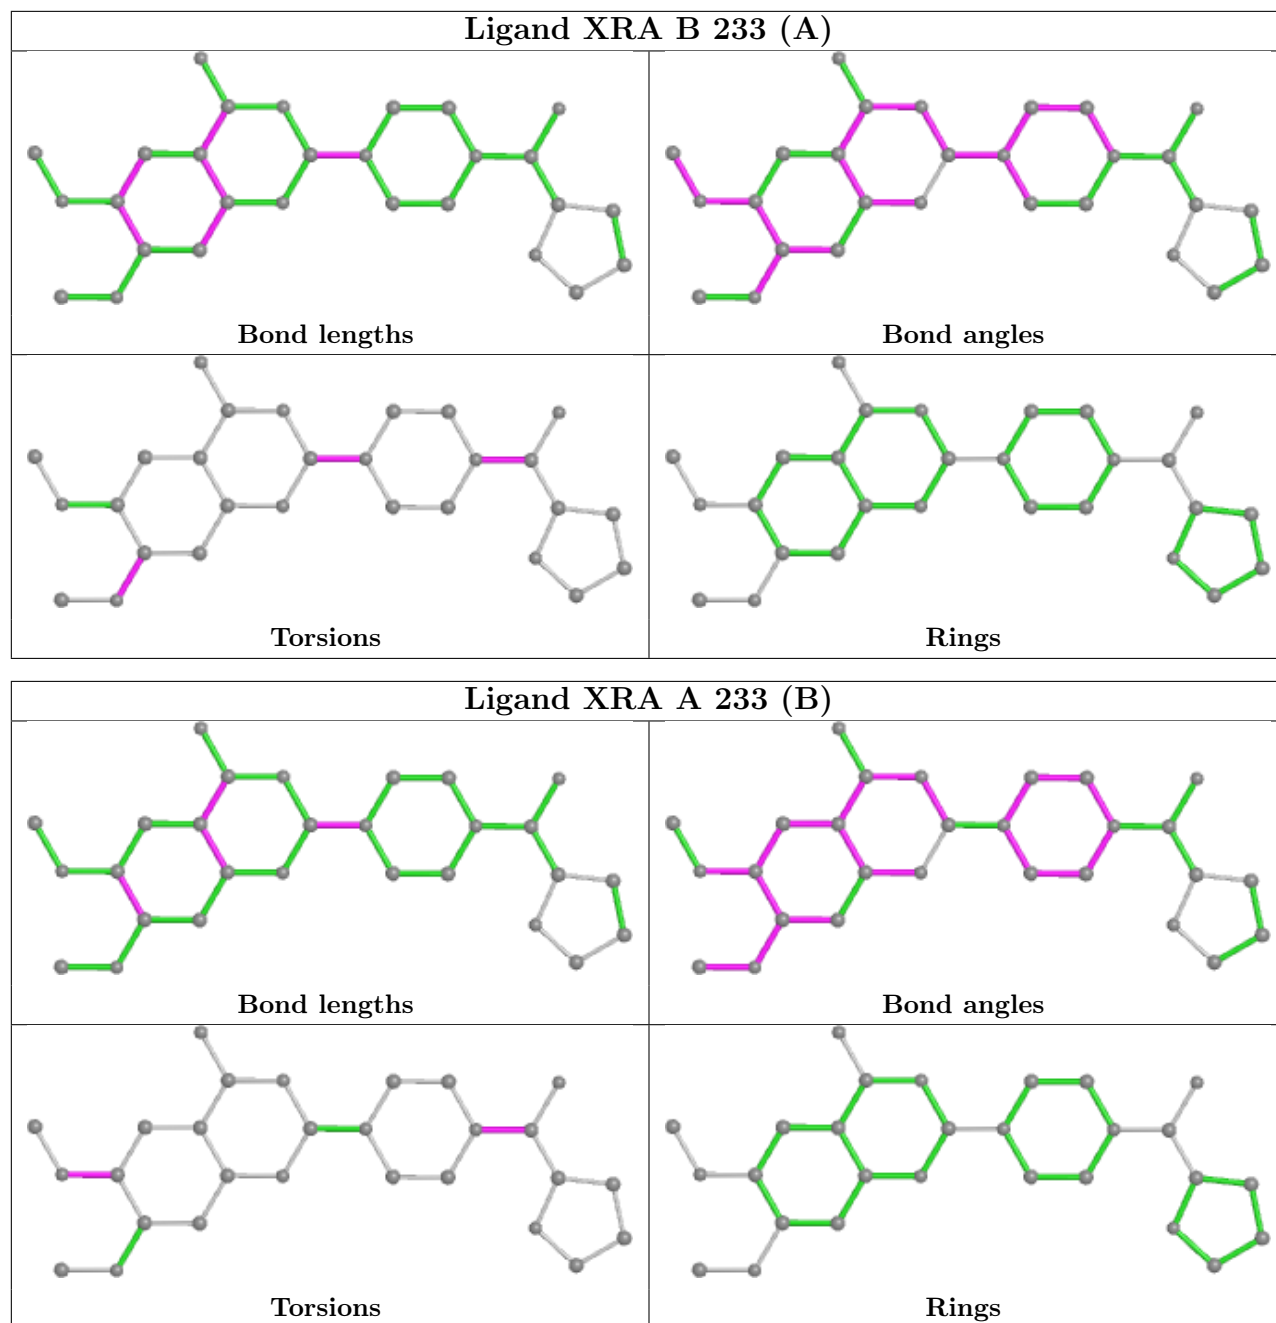 Ligand XRA B 233 (A)
Bond lengths
Bond angles
Torsions
Rings
Ligand XRA A 233 (B)
Bond lengths
Bond angles
Torsions
Rings